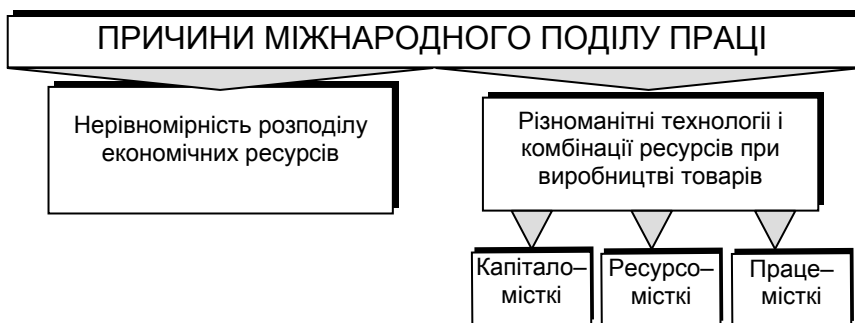 ПРИЧИНИ МІЖНАРОДНОГО ПОДІЛУ ПРАЦІ
Нерівномірність розподілу
економічних ресурсів
Різноманітні технології і
комбінації ресурсів при
виробництві товарів
Капітало–
місткі
Ресурсо–
місткі
Праце–
місткі